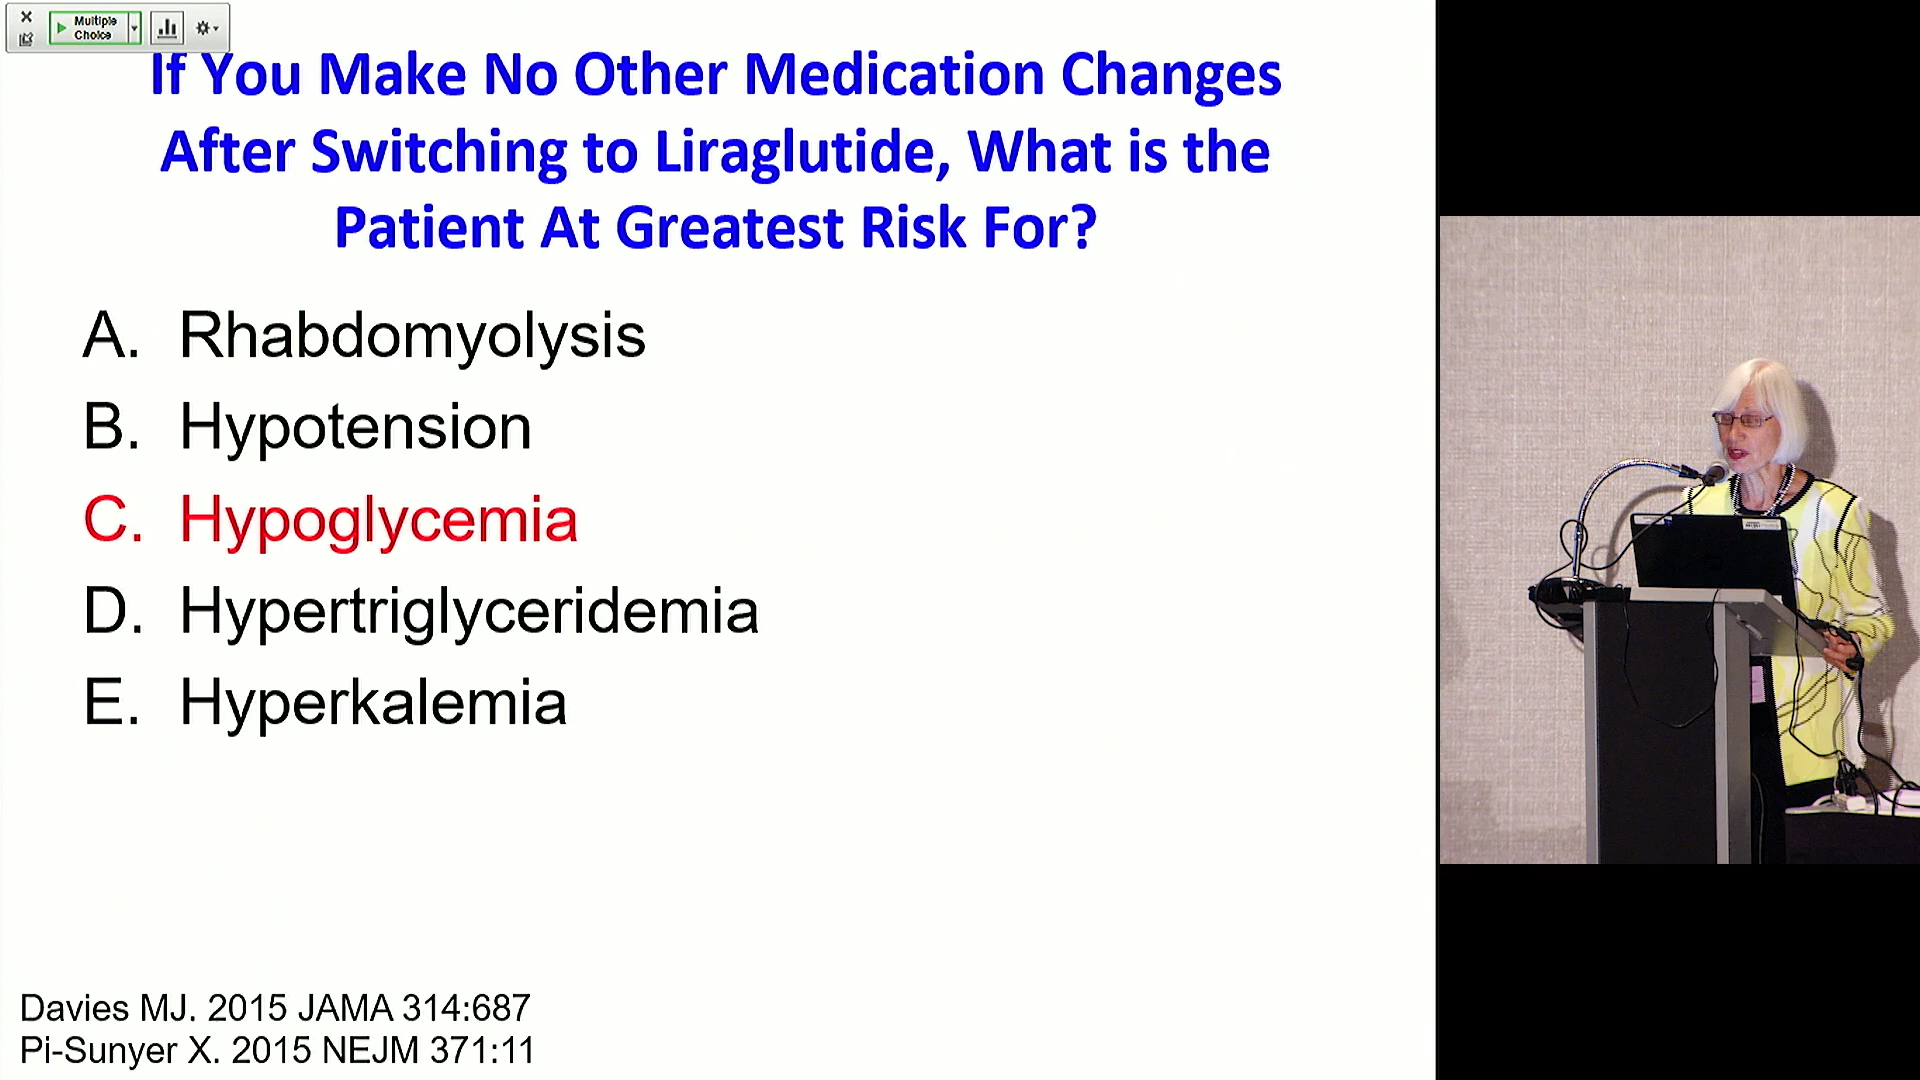 Multiple
Choice
If You Make No Other Medication Changes
After Switching to Liraglutide, What is the
Patient At Greatest Risk For?
A. Rhabdomyolysis
B. Hypotension
C. Hypoglycemia
D. Hypertriglyceridemia
E. Hyperkalemia
Davies MJ. 2015 JAMA 314:687
Pi-Sunyer X. 2015 NEJM 371:11